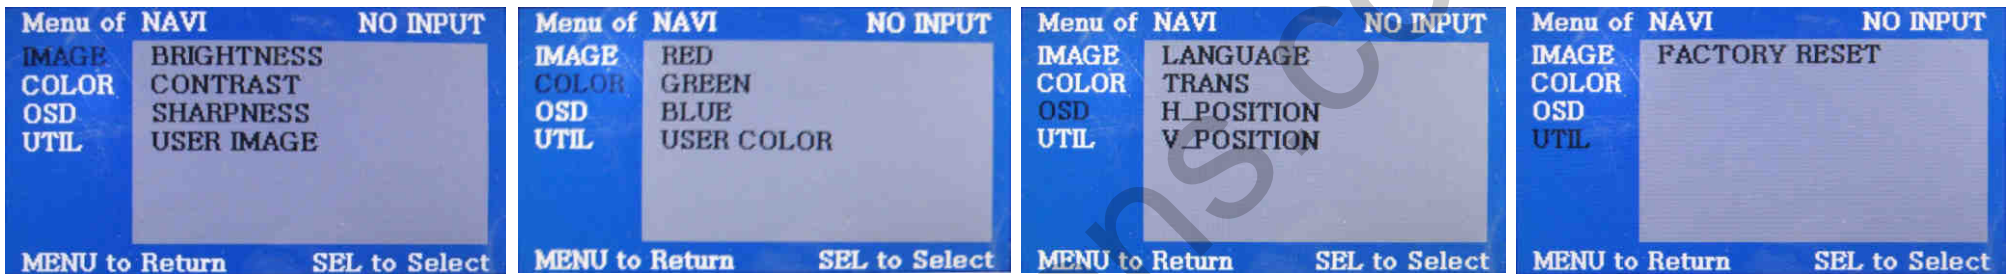 Menu of NAVI NO INPUT
IMAGE BRIGHTNESS
COLOR CONTRAST
OSD SHARPNESS
UTIL USER IMAGE
MENU to Return SEL to Select
Menu of NAVI NO INPUT
IMAGE RED
COLOR GREEN
OSD BLUE
UTIL USER COLOR
MENU to Return SEL to Select
Menu of NAVI NO INPUT
IMAGE LANGUAGE
COLOR TRANS
OSD H_POSITION
UTIL V_POSITION
MENU to Return SEL to Select
Menu of NAVI NO INPUT
IMAGE FACTORY RESET
COLOR
OSD
UTIL
MENU to Return SEL to Select